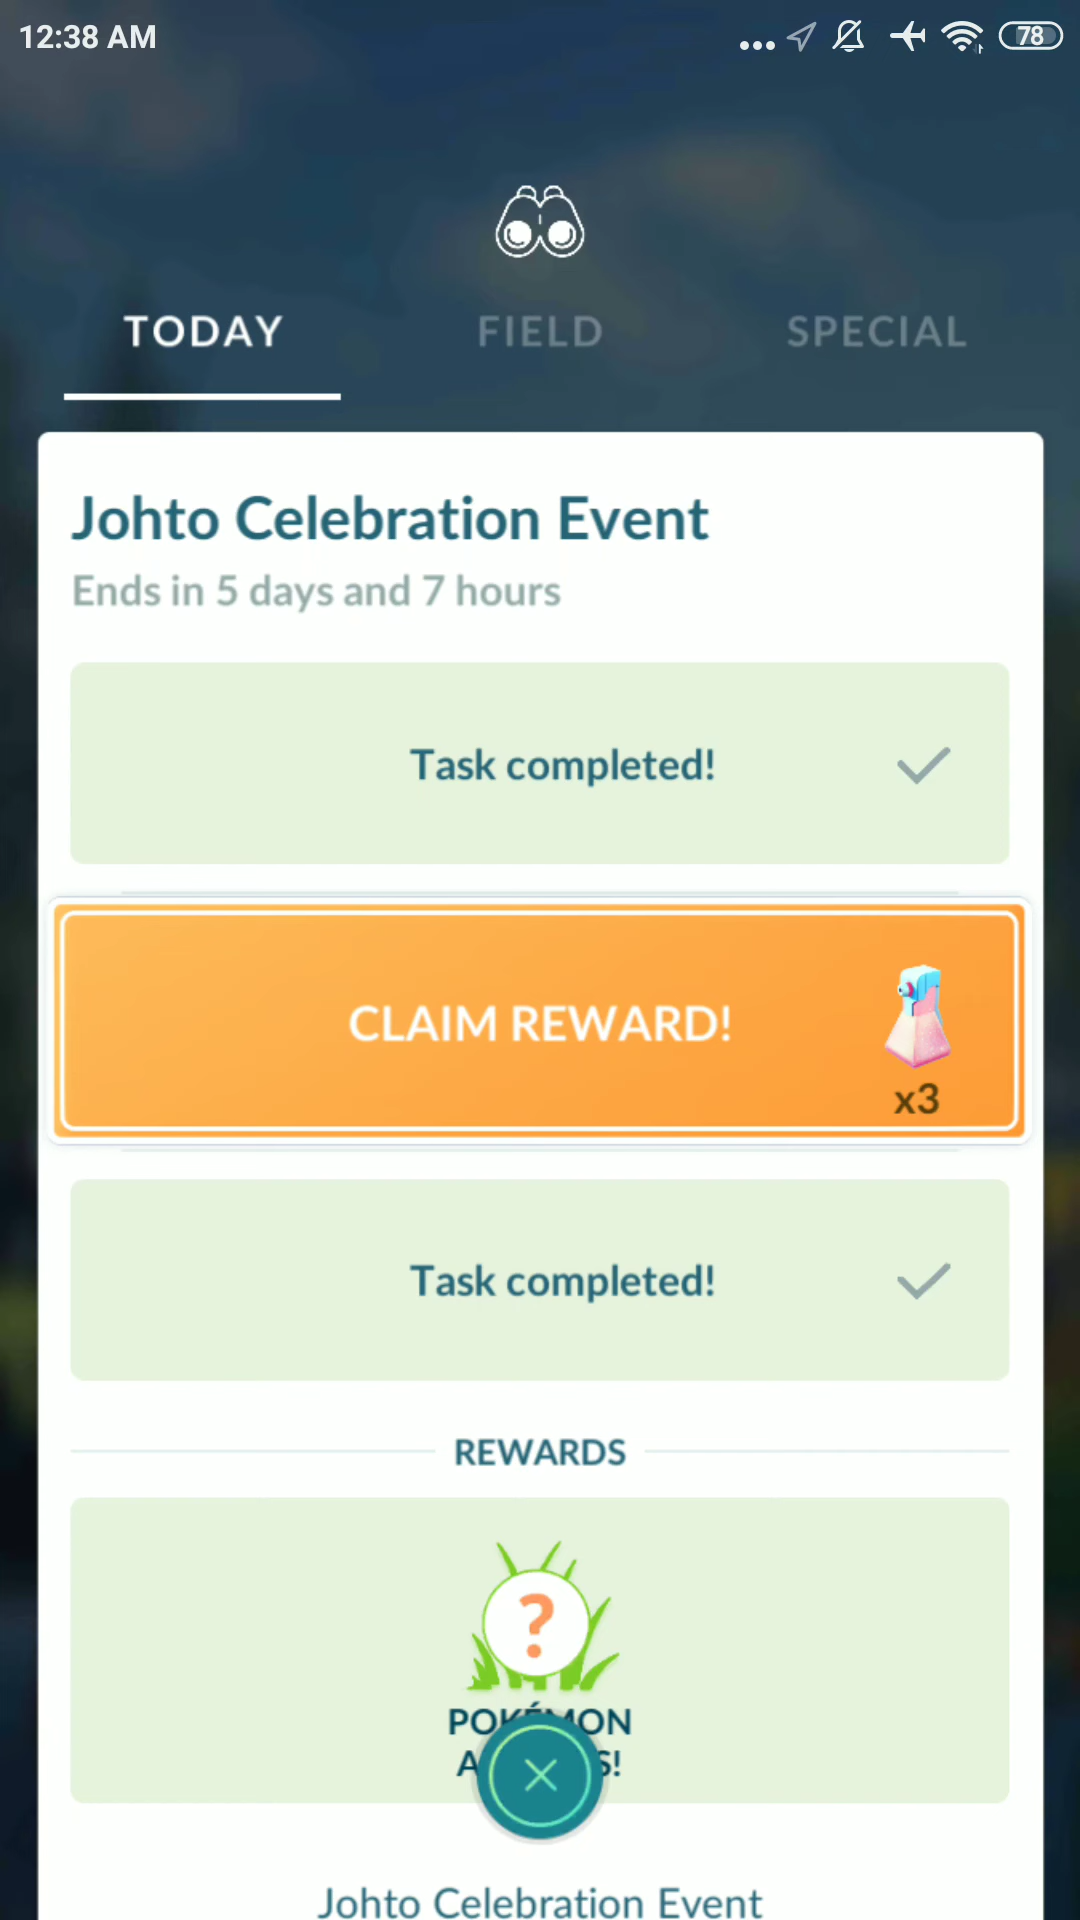 12:38 AM
78
TODAY
FIELD
SPECIAL
Johto Celebration Event
Ends in 5 days and 7 hours
Task completed!
CLAIM REWARD!
x3
Task completed!
REWARDS
?
POKÉMON
Johto Celebration Event